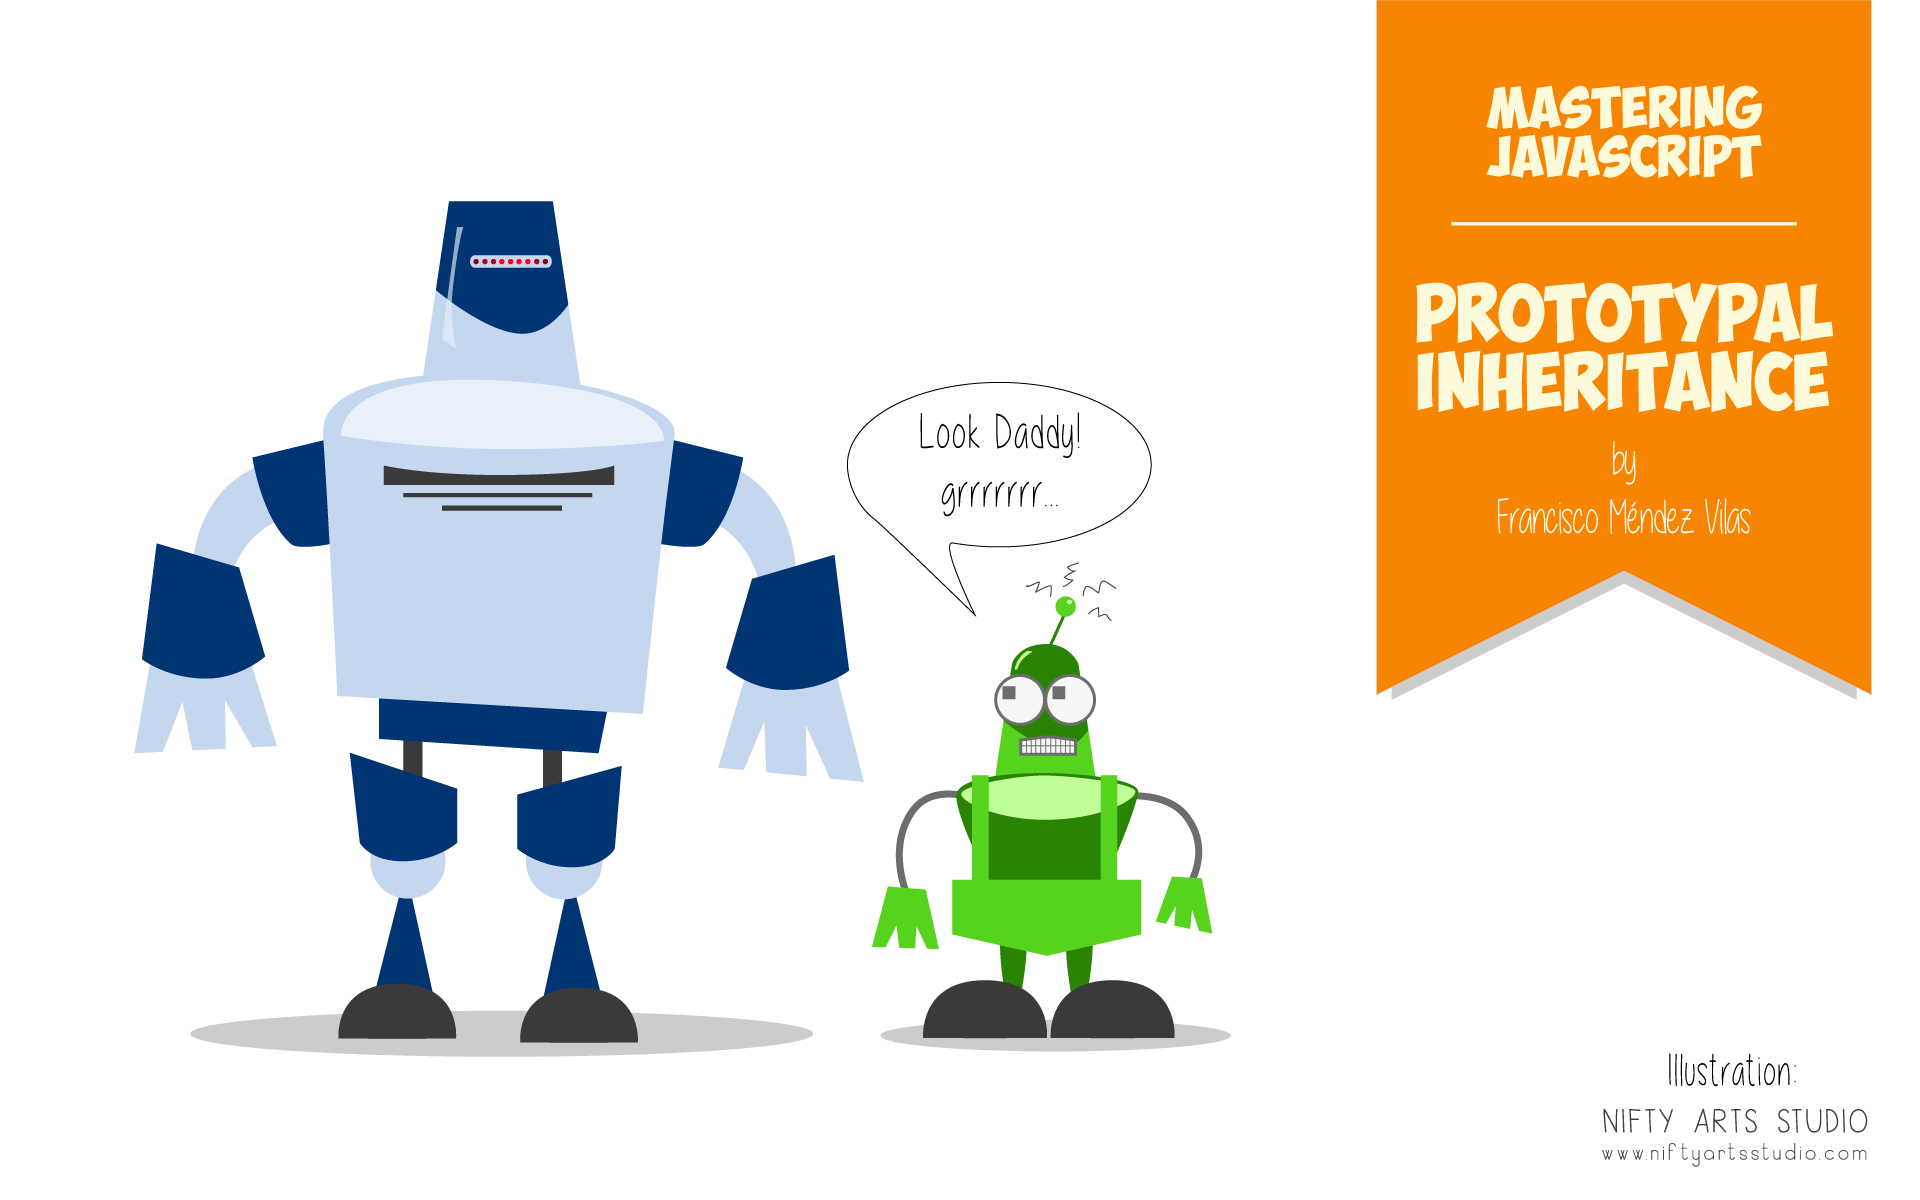 MASTERING
JAVASCRIPT
PROTOTYPAL
INHERITANCE
by
Francisco Méndez Vilas
Look Daddy!
grrrrrrr...
Illustration:
NIFTY ARTS STUDIO
www.niftyartsstudio.com